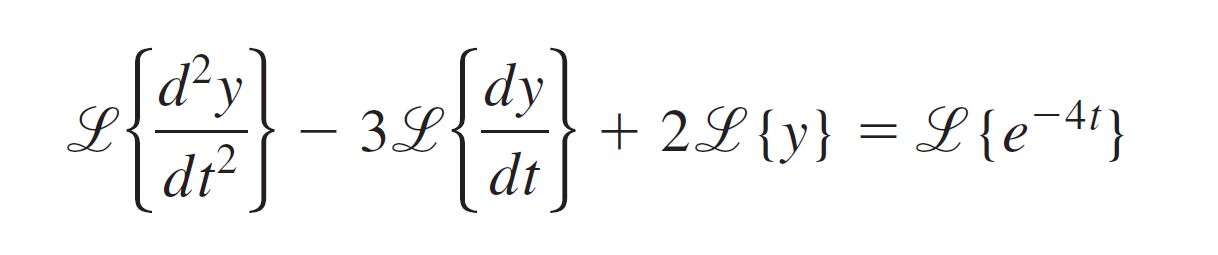 ℒ{d²y/dt²} − 3ℒ{dy/dt} + 2ℒ{y} = ℒ{e⁻⁴ᵗ}